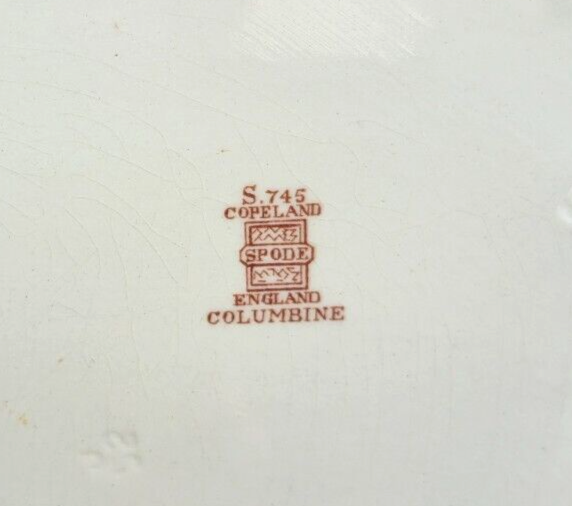 S.745
COPELAND
SPODE
ENGLAND
COLUMBINE